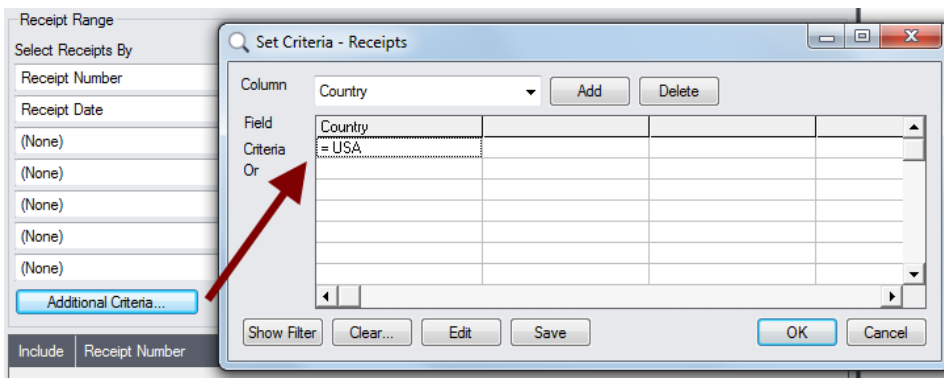 Receipt Range
Select Receipts By
Receipt Number
Receipt Date
(None)
(None)
(None)
(None)
(None)
Additional Criteria...
Include Receipt Number
Set Criteria - Receipts
Column Country Add Delete
Field Country
Criteria = USA
Or
Show Filter Clear... Edit Save OK Cancel